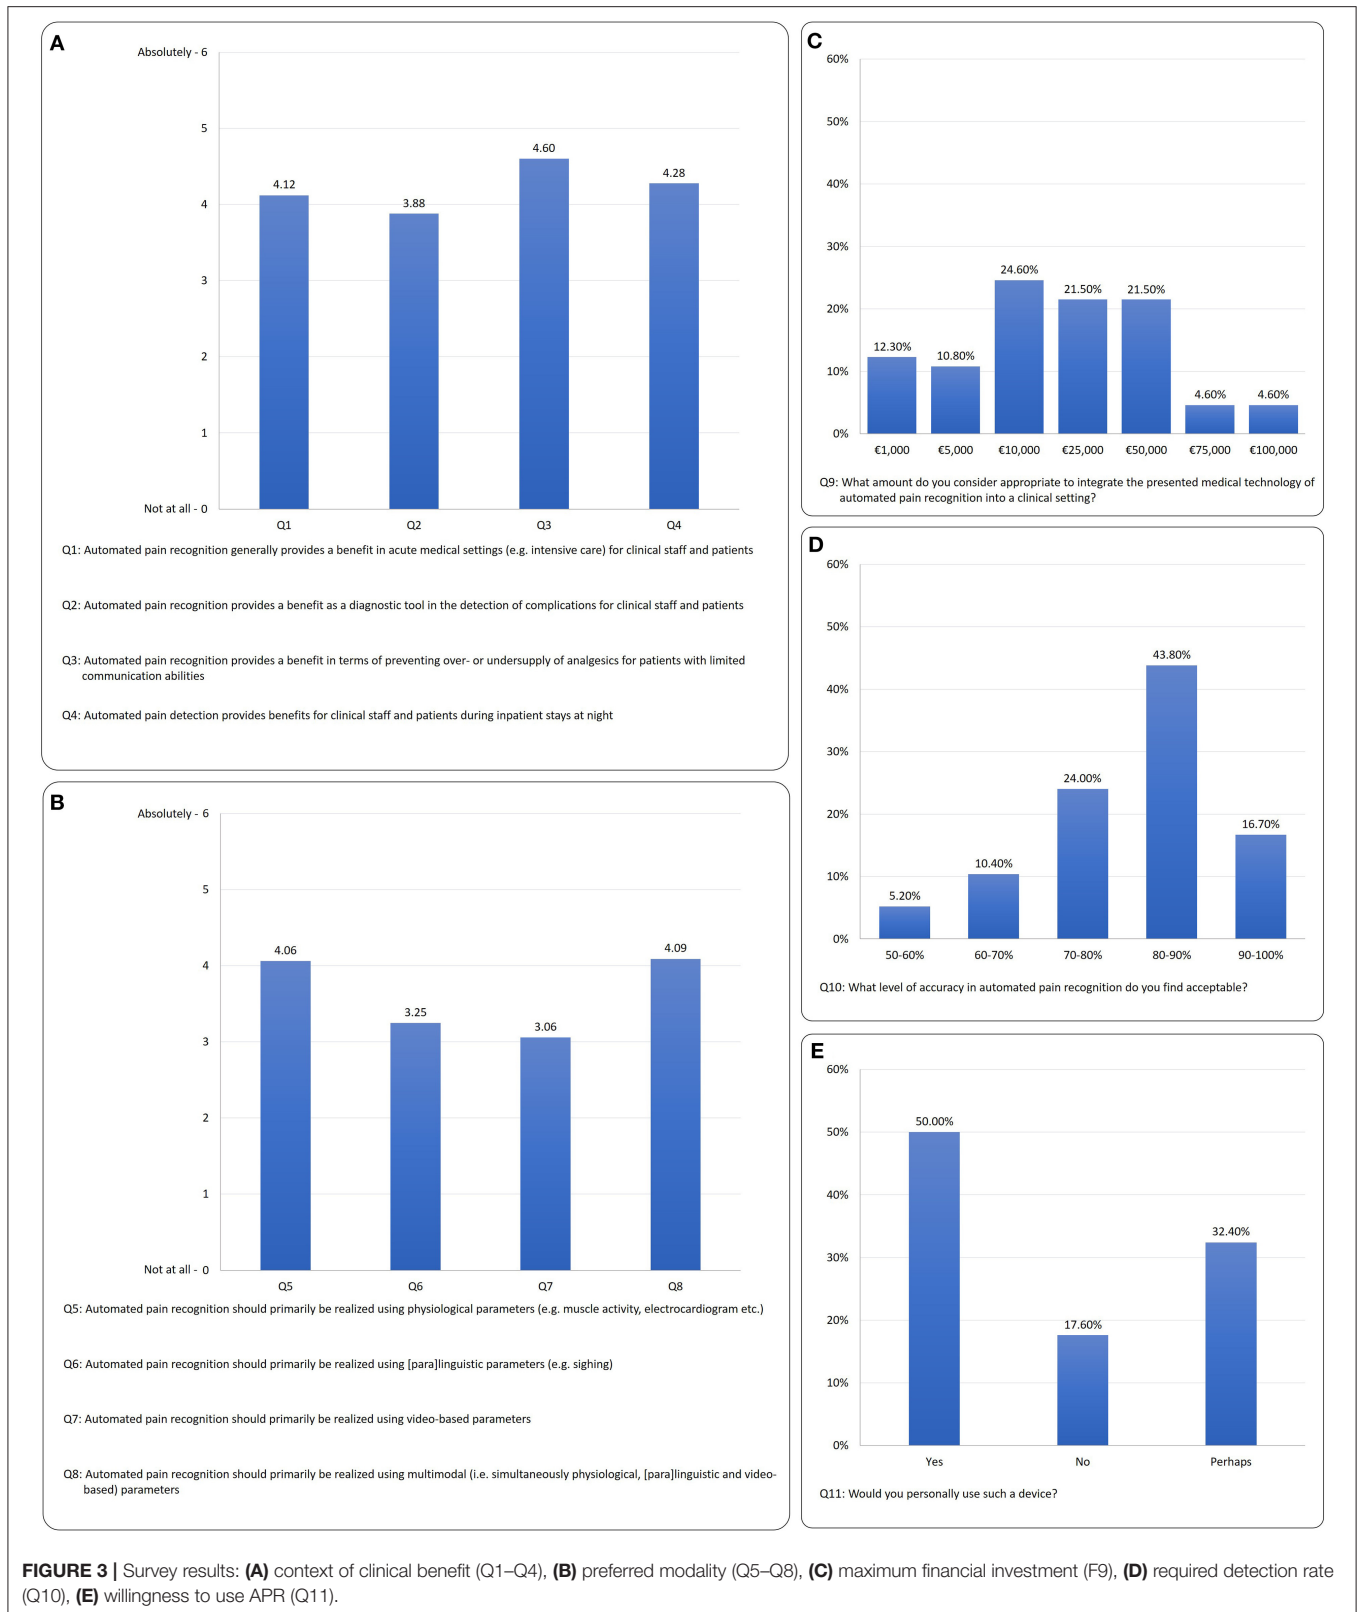 A
Absolutely - 6
5
4
3
2
1
Not at all - 0
4.12
3.88
4.60
4.28
Q1 Q2 Q3 Q4
Q1: Automated pain recognition generally provides a benefit in acute medical settings (e.g. intensive care) for clinical staff and patients
Q2: Automated pain recognition provides a benefit as a diagnostic tool in the detection of complications for clinical staff and patients
Q3: Automated pain recognition provides a benefit in terms of preventing over- or undersupply of analgesics for patients with limited
communication abilities
Q4: Automated pain detection provides benefits for clinical staff and patients during inpatient stays at night
B
Absolutely - 6
5
4
3
2
1
Not at all - 0
4.06
3.25
3.06
4.09
Q5 Q6 Q7 Q8
Q5: Automated pain recognition should primarily be realized using physiological parameters (e.g. muscle activity, electrocardiogram etc.)
Q6: Automated pain recognition should primarily be realized using [para]linguistic parameters (e.g. sighing)
Q7: Automated pain recognition should primarily be realized using video-based parameters
Q8: Automated pain recognition should primarily be realized using multimodal (i.e. simultaneously physiological, [para]linguistic and video-
based) parameters
C
60%
50%
40%
30%
20%
10%
0%
12.30%
10.80%
24.60%
21.50%
21.50%
4.60%
4.60%
€1,000 €5,000 €10,000 €25,000 €50,000 €75,000 €100,000
Q9: What amount do you consider appropriate to integrate the presented medical technology of
automated pain recognition into a clinical setting?
D
60%
50%
40%
30%
20%
10%
0%
5.20%
10.40%
24.00%
43.80%
16.70%
50-60% 60-70% 70-80% 80-90% 90-100%
Q10: What level of accuracy in automated pain recognition do you find acceptable?
E
60%
50%
40%
30%
20%
10%
0%
50.00%
17.60%
32.40%
Yes No Perhaps
Q11: Would you personally use such a device?
FIGURE 3 | Survey results: (A) context of clinical benefit (Q1–Q4), (B) preferred modality (Q5–Q8), (C) maximum financial investment (F9), (D) required detection rate
(Q10), (E) willingness to use APR (Q11).